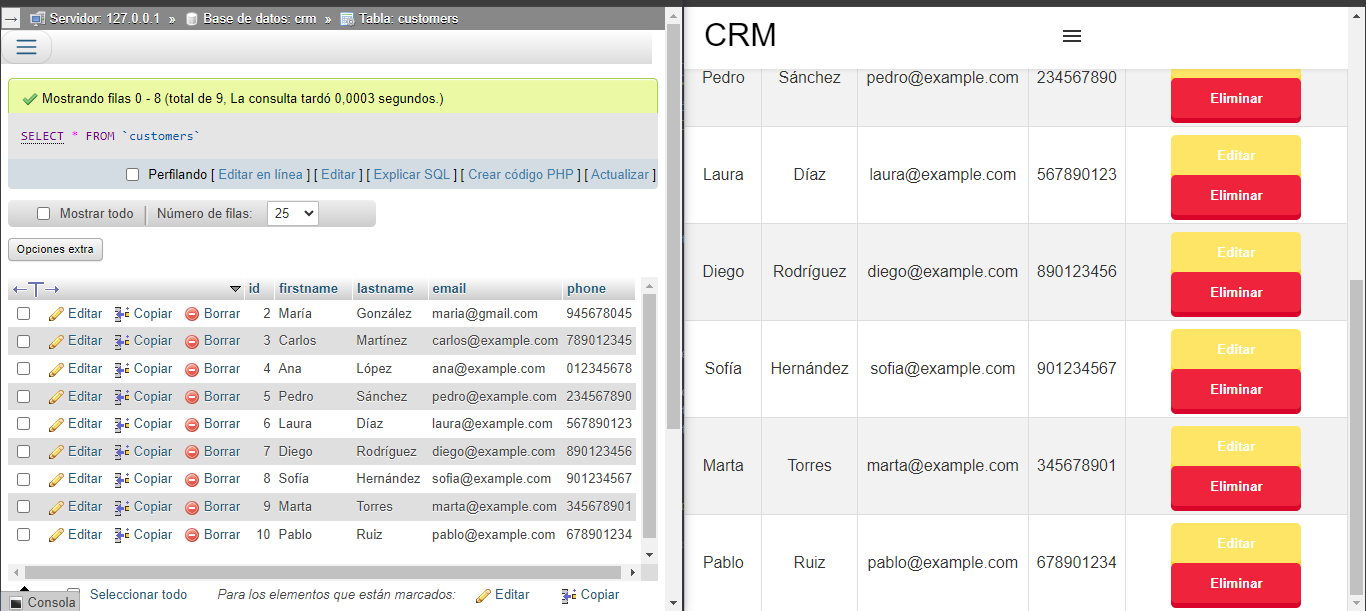 Servidor: 127.0.0.1 » Base de datos: crm » Tabla: customers
Mostrando filas 0 - 8 (total de 9, La consulta tardó 0,0003 segundos.)
SELECT * FROM `customers`
Perfilando [ Editar en línea ] [ Editar ] [ Explicar SQL ] [ Crear código PHP ] [ Actualizar ]
Mostrar todo | Número de filas: 25
Opciones extra
←T→ id firstname lastname email phone
Editar Copiar Borrar 2 María González maria@gmail.com 945678045
Editar Copiar Borrar 3 Carlos Martínez carlos@example.com 789012345
Editar Copiar Borrar 4 Ana López ana@example.com 012345678
Editar Copiar Borrar 5 Pedro Sánchez pedro@example.com 234567890
Editar Copiar Borrar 6 Laura Díaz laura@example.com 567890123
Editar Copiar Borrar 7 Diego Rodríguez diego@example.com 890123456
Editar Copiar Borrar 8 Sofía Hernández sofia@example.com 901234567
Editar Copiar Borrar 9 Marta Torres marta@example.com 345678901
Editar Copiar Borrar 10 Pablo Ruiz pablo@example.com 678901234
Seleccionar todo Para los elementos que están marcados: Editar Copiar
Consola
CRM
Pedro Sánchez pedro@example.com 234567890
Eliminar
Editar
Laura Díaz laura@example.com 567890123
Eliminar
Editar
Diego Rodríguez diego@example.com 890123456
Eliminar
Editar
Sofía Hernández sofia@example.com 901234567
Eliminar
Editar
Marta Torres marta@example.com 345678901
Eliminar
Editar
Pablo Ruiz pablo@example.com 678901234
Eliminar